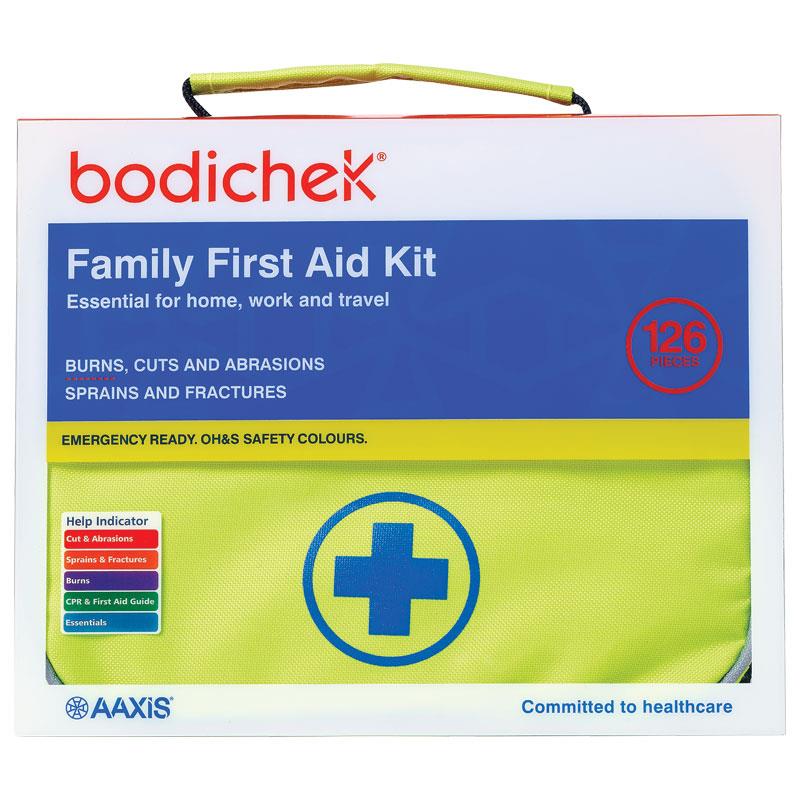 bodichek®
Family First Aid Kit
Essential for home, work and travel
126
PIECES
BURNS, CUTS AND ABRASIONS
SPRAINS AND FRACTURES
EMERGENCY READY. OH&S SAFETY COLOURS.
Help Indicator
Cut & Abrasions
Sprains & Fractures
Burns
CPR & First Aid Guide
Essentials
AAXIS®
Committed to healthcare